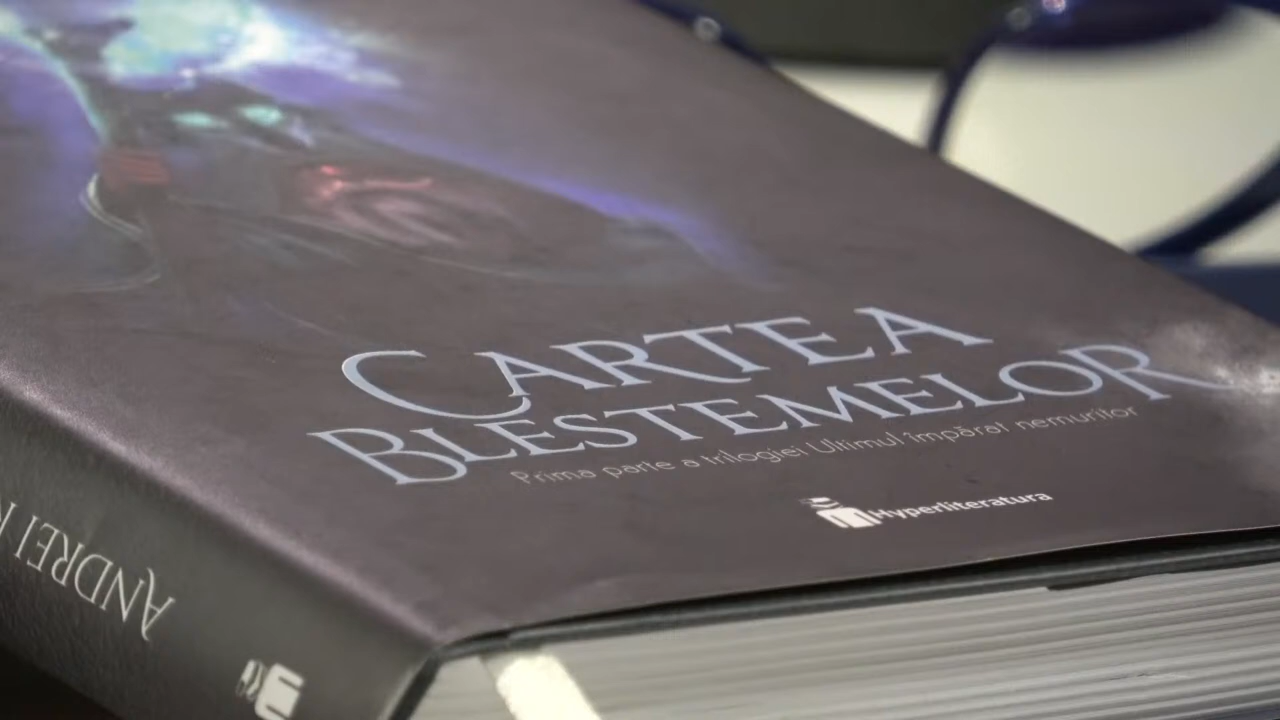 CARTEA
BLESTEMELOR
Prima parte a trilogiei Ultimul împărat nemuritor
Hyperliteratura
ANDREI